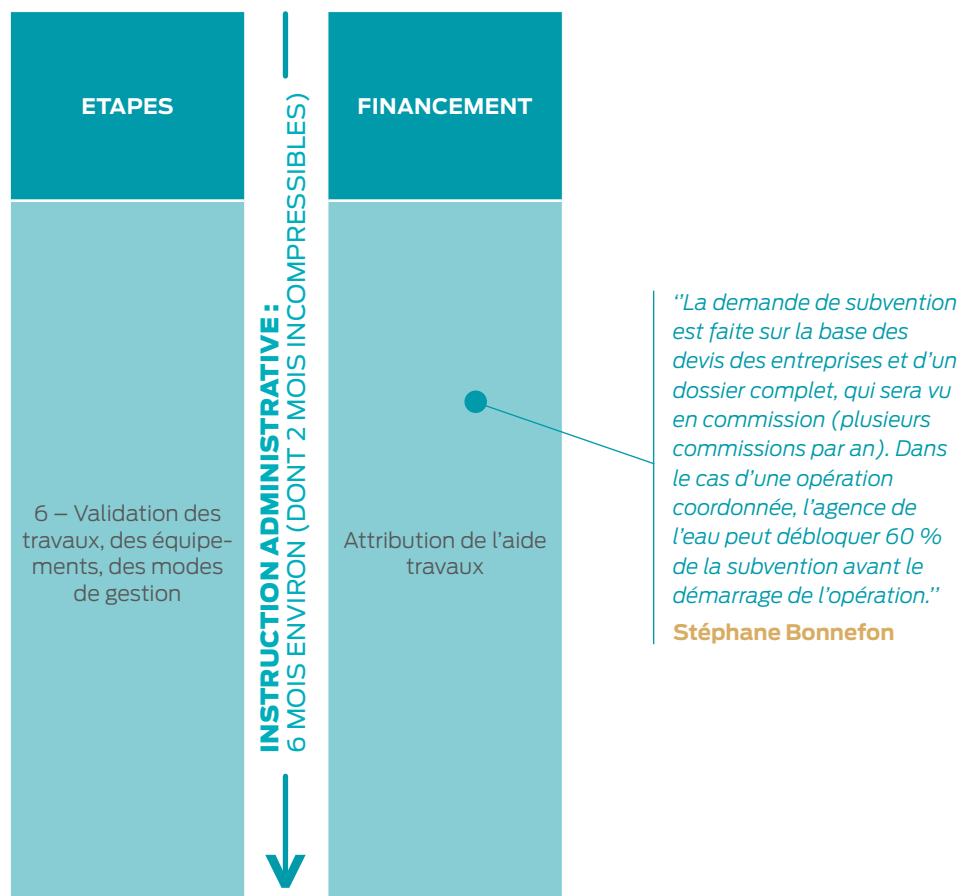 ETAPES
6 – Validation des
travaux, des équipe-
ments, des modes
de gestion
INSTRUCTION ADMINISTRATIVE :
6 MOIS ENVIRON (DONT 2 MOIS INCOMPRESSIBLES)
FINANCEMENT
Attribution de l’aide
travaux
‘’La demande de subvention
est faite sur la base des
devis des entreprises et d’un
dossier complet, qui sera vu
en commission (plusieurs
commissions par an). Dans
le cas d’une opération
coordonnée, l’agence de
l’eau peut débloquer 60 %
de la subvention avant le
démarrage de l’opération.’’
Stéphane Bonnefon